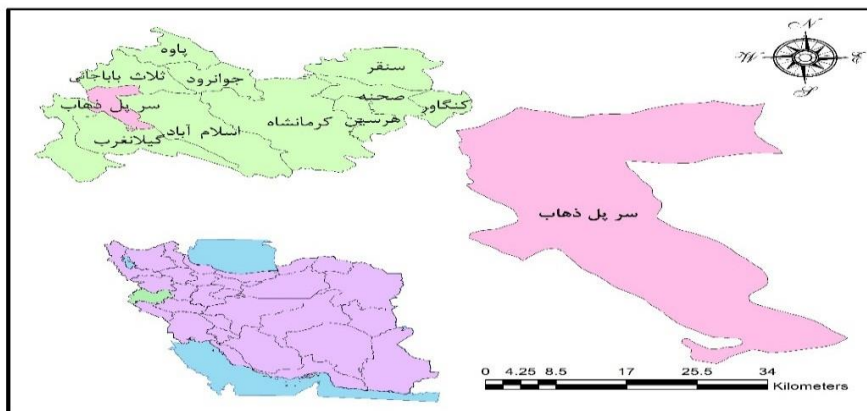 پاوه
ثلاث باباجانی
جوانرود
سنقر
صحنه
کنگاور
سر پل ذهاب
اسلام آباد
کرمانشاه
هرسین
گیلانغرب
N
W
E
S
سر پل ذهاب
0 4.25 8.5 17 25.5 34
Kilometers